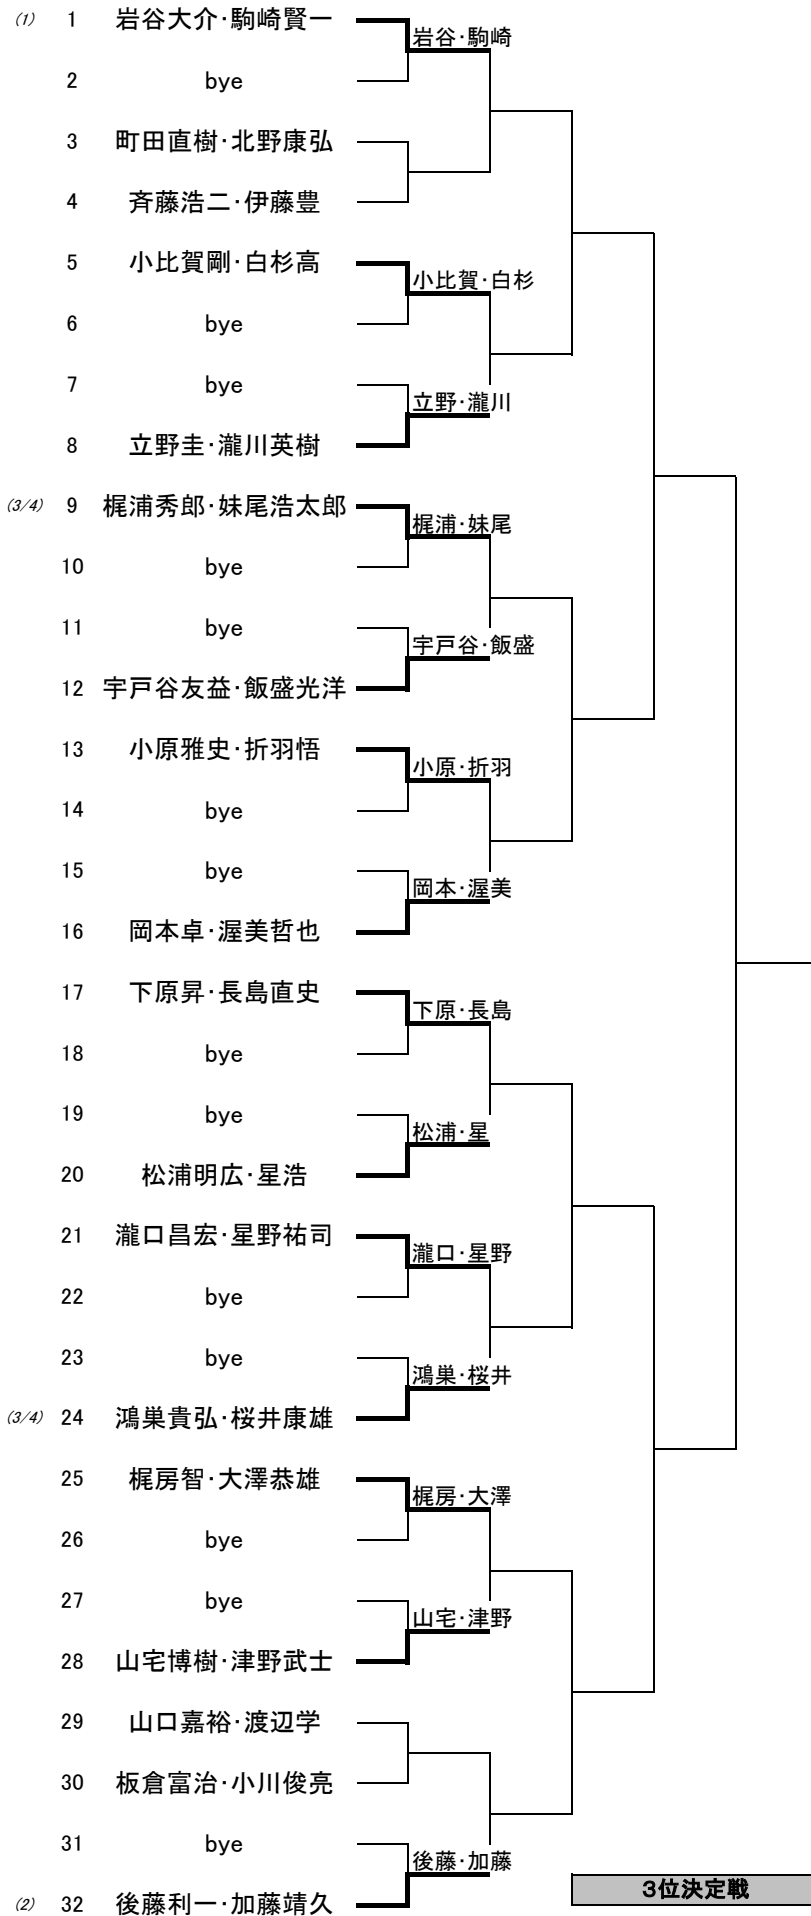 (1) 1 岩谷大介・駒崎賢一
岩谷・駒崎
2 bye
3 町田直樹・北野康弘
4 斉藤浩二・伊藤豊
5 小比賀剛・白杉高
小比賀・白杉
6 bye
7 bye
立野・瀧川
8 立野圭・瀧川英樹
(3/4) 9 梶浦秀郎・妹尾浩太郎
梶浦・妹尾
10 bye
11 bye
宇戸谷・飯盛
12 宇戸谷友益・飯盛光洋
13 小原雅史・折羽悟
小原・折羽
14 bye
15 bye
岡本・渥美
16 岡本卓・渥美哲也
17 下原昇・長島直史
下原・長島
18 bye
19 bye
松浦・星
20 松浦明広・星浩
21 瀧口昌宏・星野祐司
瀧口・星野
22 bye
23 bye
鴻巣・桜井
(3/4) 24 鴻巣貴弘・桜井康雄
25 梶房智・大澤恭雄
梶房・大澤
26 bye
27 bye
山宅・津野
28 山宅博樹・津野武士
29 山口嘉裕・渡辺学
30 板倉富治・小川俊亮
31 bye
後藤・加藤
3位決定戦
(2) 32 後藤利一・加藤靖久